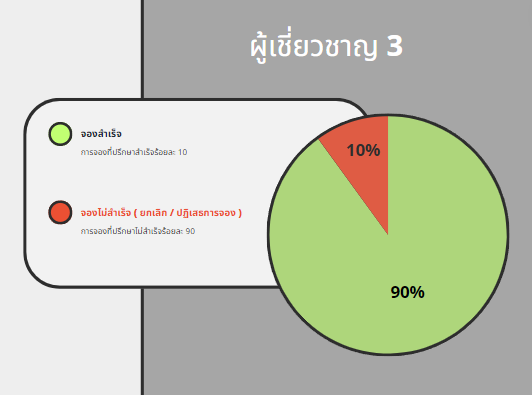 ผู้เชี่ยวชาญ 3
จองสำเร็จ
การจองที่ปรึกษาสำเร็จร้อยละ 10
จองไม่สำเร็จ ( ยกเลิก / ปฏิเสธการจอง )
การจองที่ปรึกษาไม่สำเร็จร้อยละ 90
10%
90%